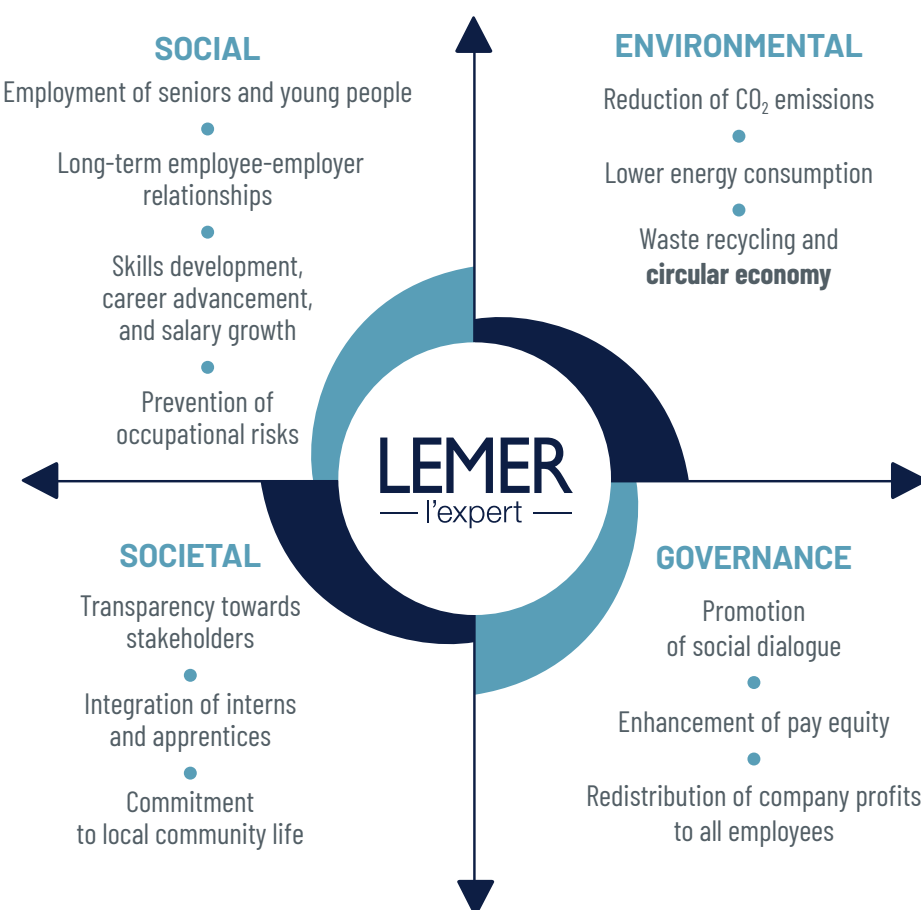 SOCIAL
Employment of seniors and young people
Long-term employee-employer
relationships
Skills development,
career advancement,
and salary growth
Prevention of
occupational risks
ENVIRONMENTAL
Reduction of CO₂ emissions
Lower energy consumption
Waste recycling and
circular economy
LEMER
l'expert
SOCIETAL
Transparency towards
stakeholders
Integration of interns
and apprentices
Commitment
to local community life
GOVERNANCE
Promotion
of social dialogue
Enhancement of pay equity
Redistribution of company profits
to all employees